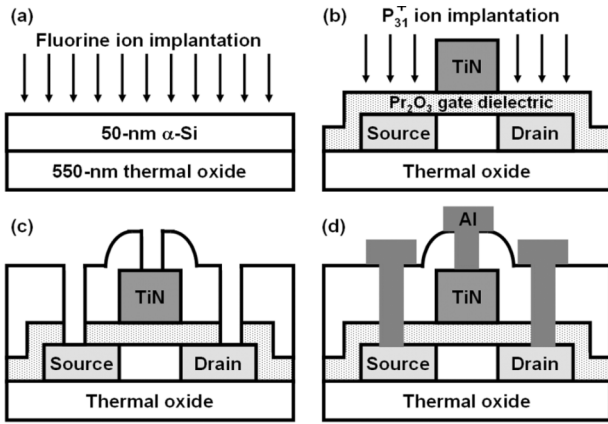 (a)
Fluorine ion implantation
50-nm α-Si
550-nm thermal oxide
(b)
P₃₁⁺ ion implantation
TiN
Pr₂O₃ gate dielectric
Source
Drain
Thermal oxide
(c)
TiN
Source
Drain
Thermal oxide
(d)
Al
TiN
Source
Drain
Thermal oxide